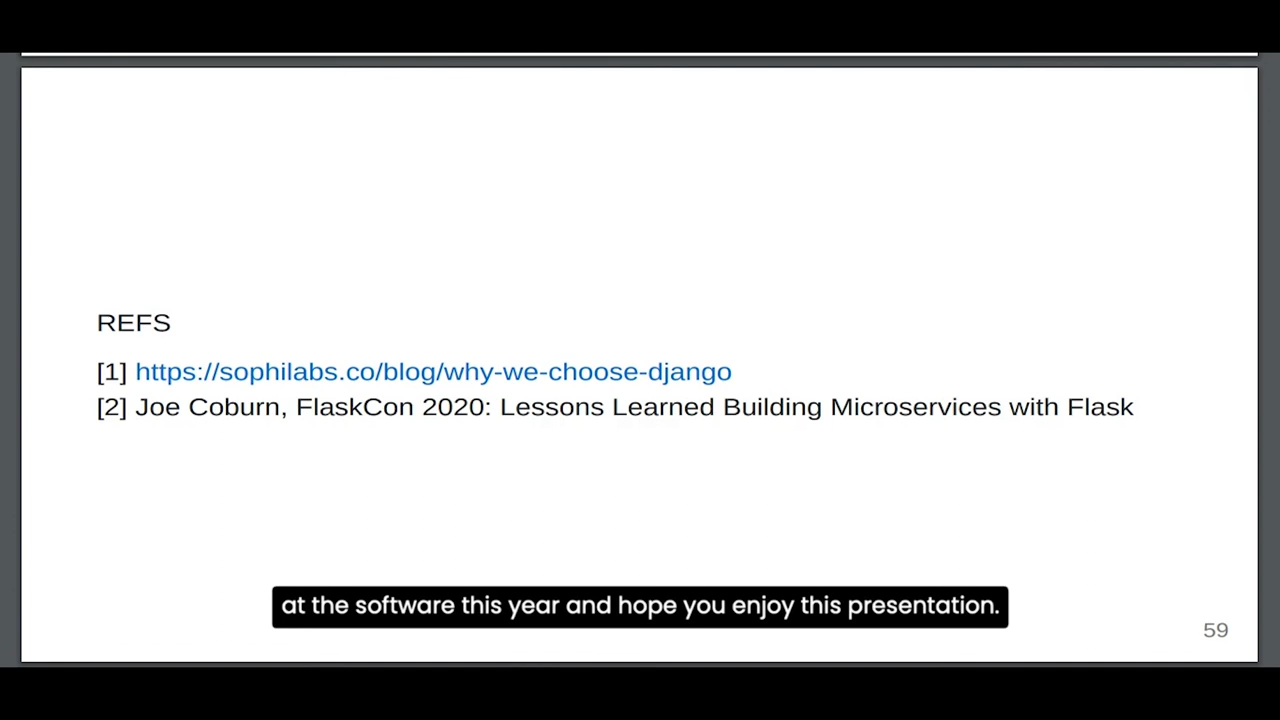 REFS
[1] https://sophilabs.co/blog/why-we-choose-django
[2] Joe Coburn, FlaskCon 2020: Lessons Learned Building Microservices with Flask
at the software this year and hope you enjoy this presentation.
59